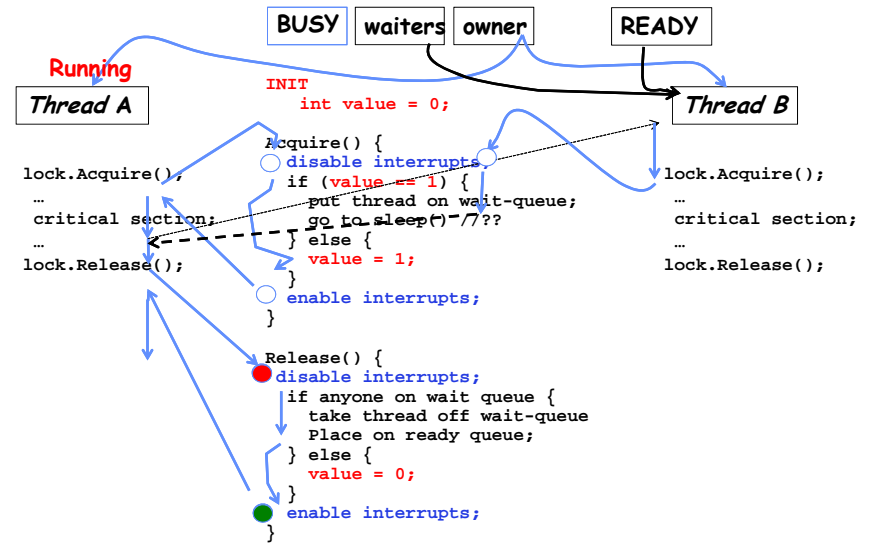 BUSY waiters owner READY
Running
INIT
int value = 0;
Thread A
Thread B
lock.Acquire();
…
critical section;
…
lock.Release();
Acquire() {
disable interrupts;
if (value == 1) {
put thread on wait-queue;
go to sleep() //??
} else {
value = 1;
}
enable interrupts;
}
lock.Acquire();
…
critical section;
…
lock.Release();
Release() {
disable interrupts;
if anyone on wait queue {
take thread off wait-queue
Place on ready queue;
} else {
value = 0;
}
enable interrupts;
}